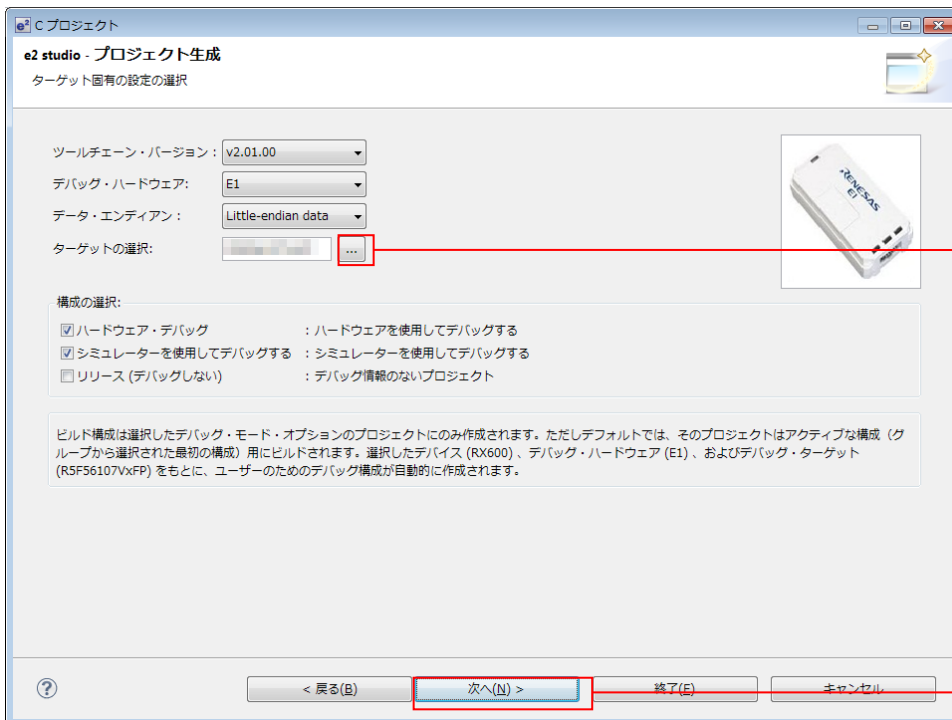 C プロジェクト
e2 studio - プロジェクト生成
ターゲット固有の設定の選択
ツールチェーン・バージョン : v2.01.00
デバッグ・ハードウェア: E1
データ・エンディアン : Little-endian data
ターゲットの選択: ...
RENESAS
E1
構成の選択:
ハードウェア・デバッグ : ハードウェアを使用してデバッグする
シミュレーターを使用してデバッグする : シミュレーターを使用してデバッグする
リリース (デバッグしない) : デバッグ情報のないプロジェクト
ビルド構成は選択したデバッグ・モード・オプションのプロジェクトにのみ作成されます。ただしデフォルトでは、そのプロジェクトはアクティブな構成（グ
ループから選択された最初の構成）用にビルドされます。選択したデバイス (RX600) 、デバッグ・ハードウェア (E1) 、およびデバッグ・ターゲット
(R5F56107VxFP) をもとに、ユーザーのためのデバッグ構成が自動的に作成されます。
< 戻る(B) 次へ(N) > 終了(F) キャンセル